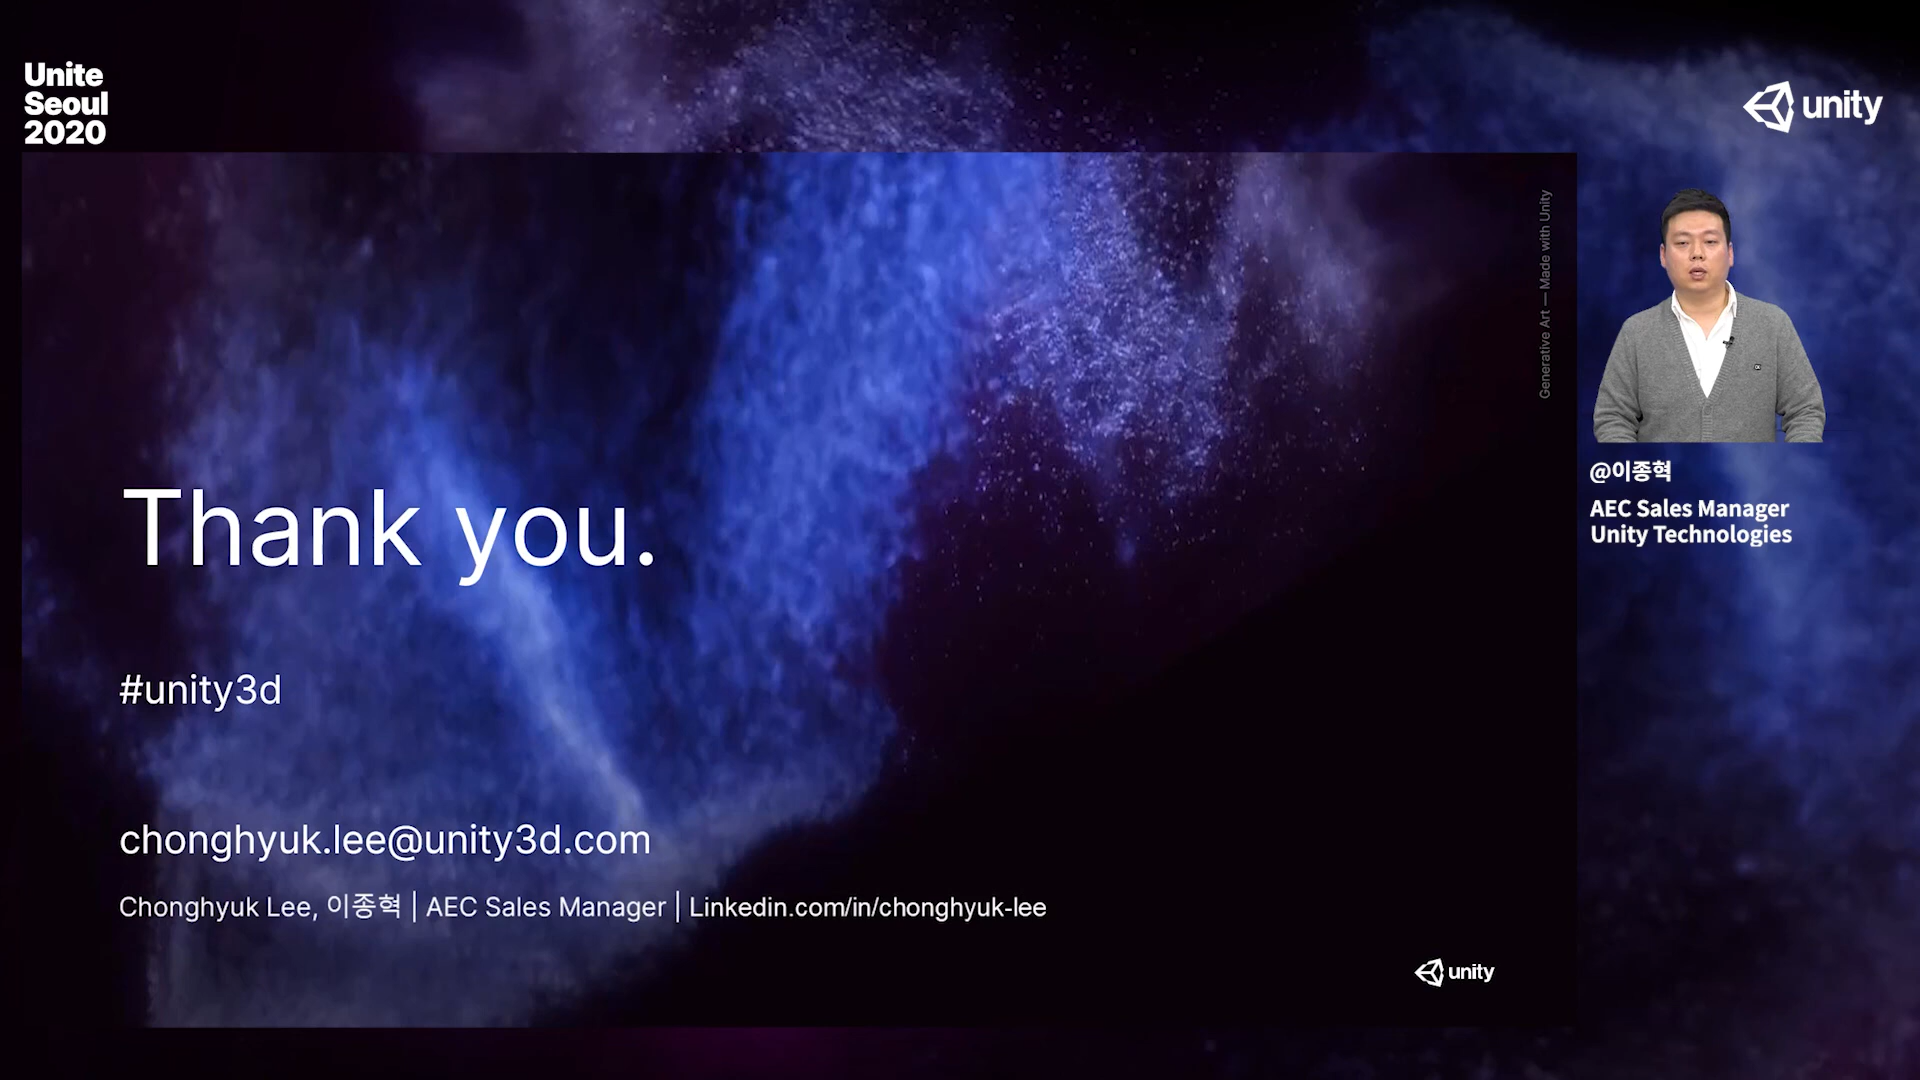 Unite
Seoul
2020
unity
Generative Art — Made with Unity
Thank you.
#unity3d
chonghyuk.lee@unity3d.com
Chonghyuk Lee, 이종혁 | AEC Sales Manager | Linkedin.com/in/chonghyuk-lee
unity
@이종혁
AEC Sales Manager
Unity Technologies